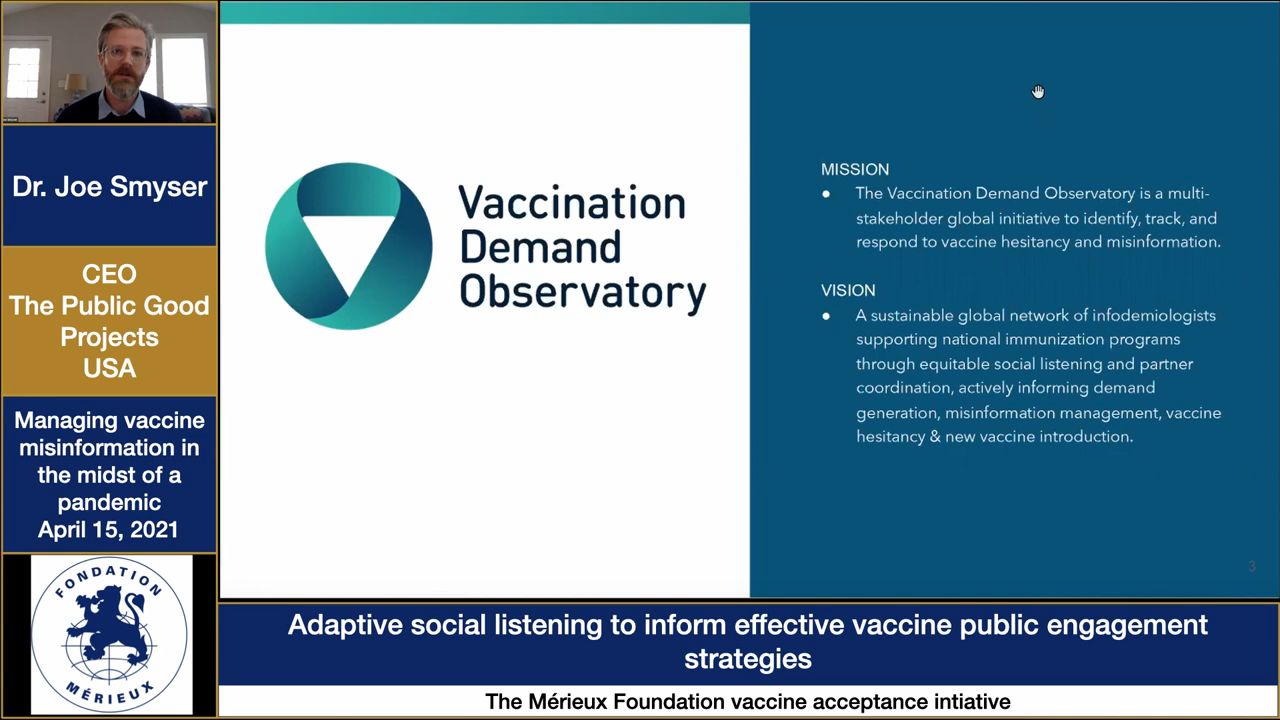 Dr. Joe Smyser
CEO
The Public Good
Projects
USA
Managing vaccine
misinformation in
the midst of a
pandemic
April 15, 2021
FONDATION
MÉRIEUX
Vaccination
Demand
Observatory
MISSION
● The Vaccination Demand Observatory is a multi-
stakeholder global initiative to identify, track, and
respond to vaccine hesitancy and misinformation.
VISION
● A sustainable global network of infodemiologists
supporting national immunization programs
through equitable social listening and partner
coordination, actively informing demand
generation, misinformation management, vaccine
hesitancy & new vaccine introduction.
3
Adaptive social listening to inform effective vaccine public engagement
strategies
The Mérieux Foundation vaccine acceptance intiative